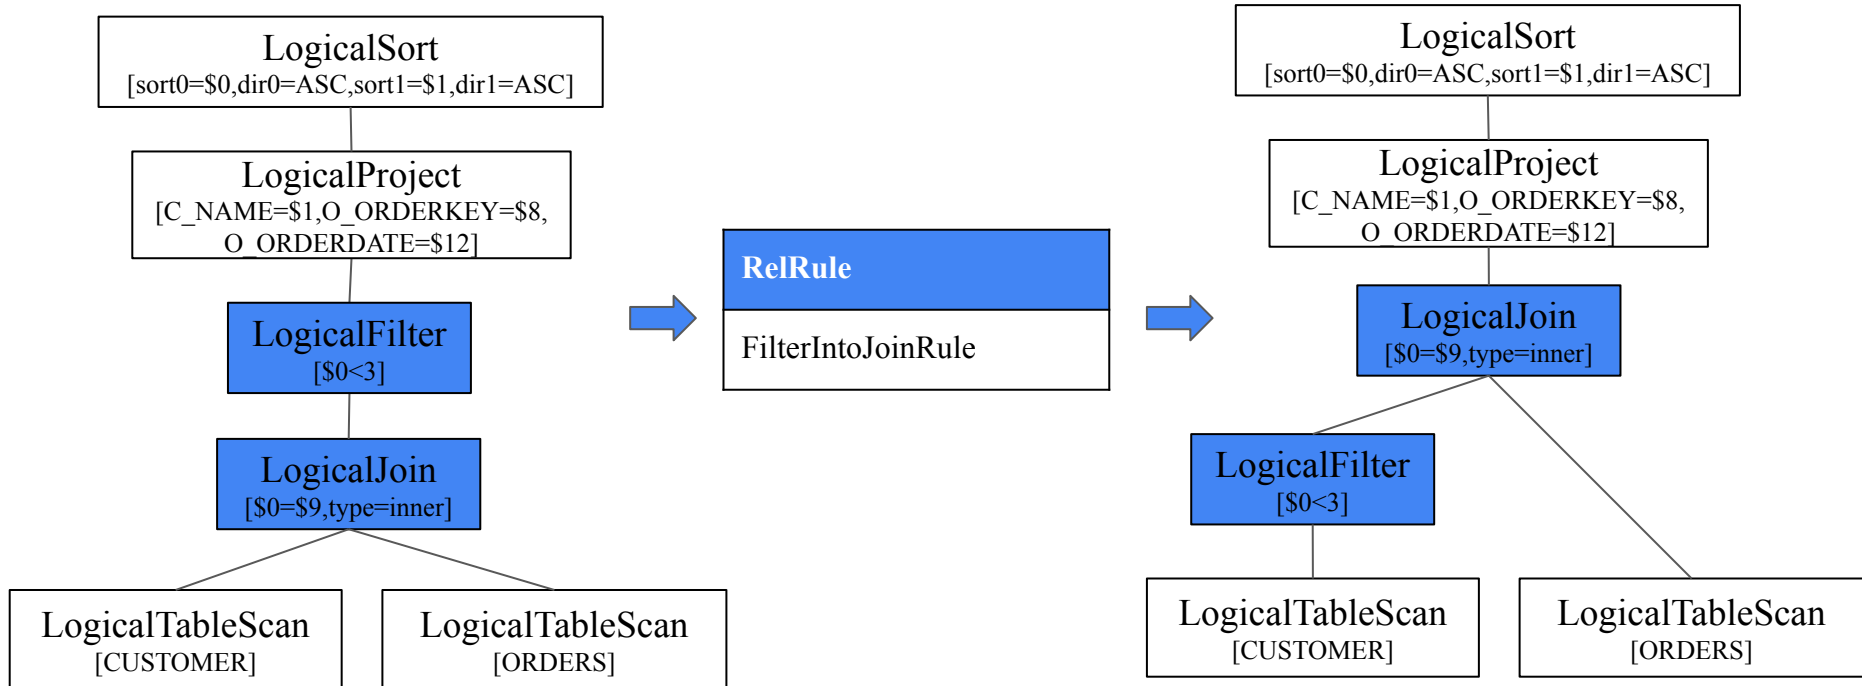 LogicalSort
[sort0=$0,dir0=ASC,sort1=$1,dir1=ASC]
LogicalProject
[C_NAME=$1,O_ORDERKEY=$8,
O_ORDERDATE=$12]
LogicalFilter
[$0<3]
LogicalJoin
[$0=$9,type=inner]
LogicalTableScan
[CUSTOMER]
LogicalTableScan
[ORDERS]
RelRule
FilterIntoJoinRule
LogicalSort
[sort0=$0,dir0=ASC,sort1=$1,dir1=ASC]
LogicalProject
[C_NAME=$1,O_ORDERKEY=$8,
O_ORDERDATE=$12]
LogicalJoin
[$0=$9,type=inner]
LogicalFilter
[$0<3]
LogicalTableScan
[CUSTOMER]
LogicalTableScan
[ORDERS]